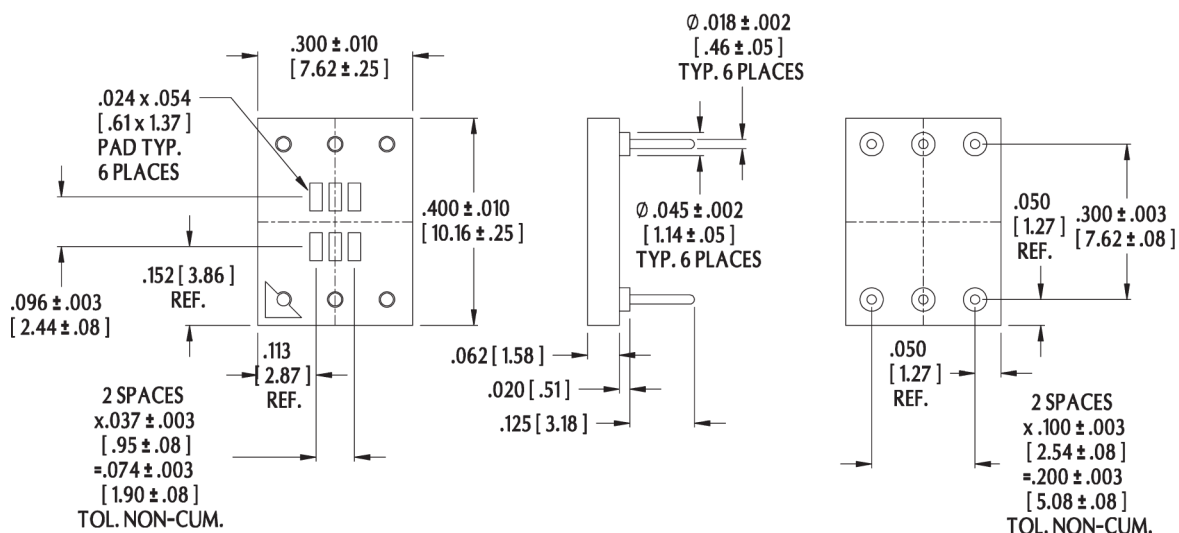 .300 ± .010
[ 7.62 ± .25 ]
.024 x .054
[ .61 x 1.37 ]
PAD TYP.
6 PLACES
.400 ± .010
[ 10.16 ± .25 ]
.152 [ 3.86 ]
REF.
.096 ± .003
[ 2.44 ± .08 ]
.113
[ 2.87 ]
REF.
2 SPACES
x.037 ± .003
[ .95 ± .08 ]
=.074 ± .003
[ 1.90 ± .08 ]
TOL. NON-CUM.
Ø .018 ± .002
[ .46 ± .05 ]
TYP. 6 PLACES
Ø .045 ± .002
[ 1.14 ± .05 ]
TYP. 6 PLACES
.062 [ 1.58 ]
.020 [ .51 ]
.125 [ 3.18 ]
.050
[ 1.27 ]
REF.
.300 ± .003
[ 7.62 ± .08 ]
.050
[ 1.27 ]
REF.
2 SPACES
x .100 ± .003
[ 2.54 ± .08 ]
=.200 ± .003
[ 5.08 ± .08 ]
TOL. NON-CUM.